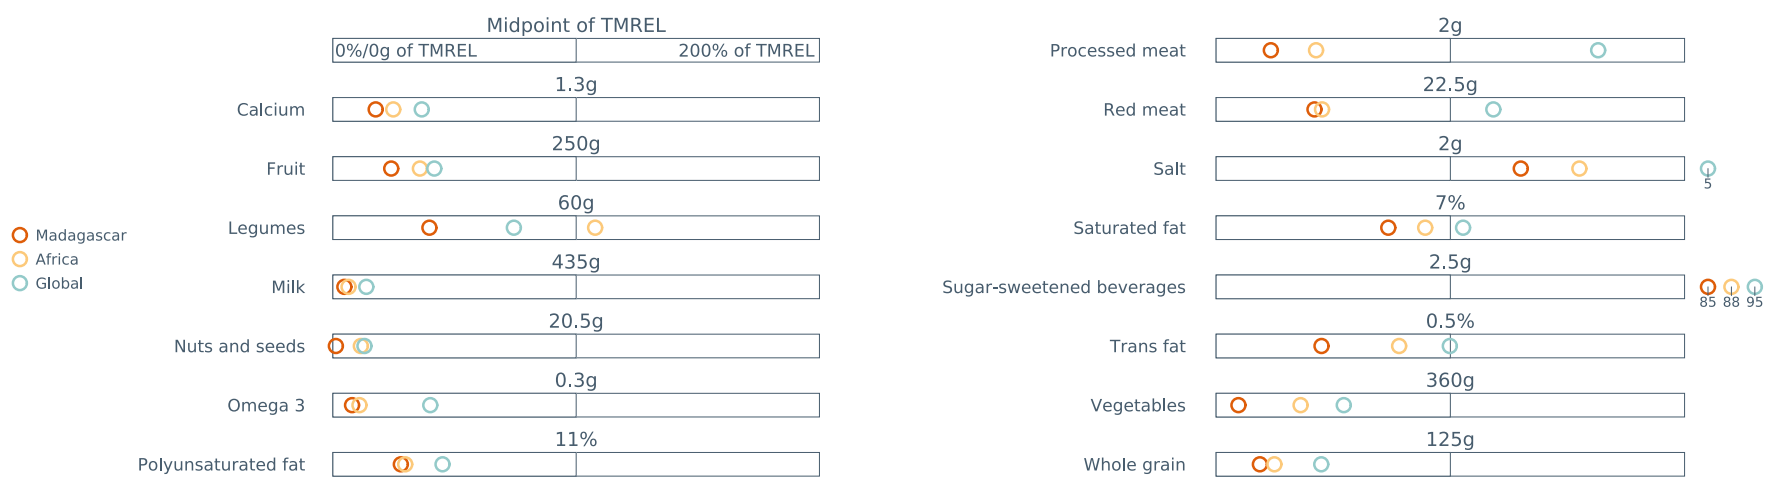 Midpoint of TMREL
0%/0g of TMREL 200% of TMREL
1.3g
Calcium
250g
Fruit
60g
Legumes
435g
Milk
20.5g
Nuts and seeds
0.3g
Omega 3
11%
Polyunsaturated fat
Madagascar
Africa
Global
2g
Processed meat
22.5g
Red meat
2g
Salt
5
7%
Saturated fat
2.5g
Sugar-sweetened beverages
85 88 95
0.5%
Trans fat
360g
Vegetables
125g
Whole grain